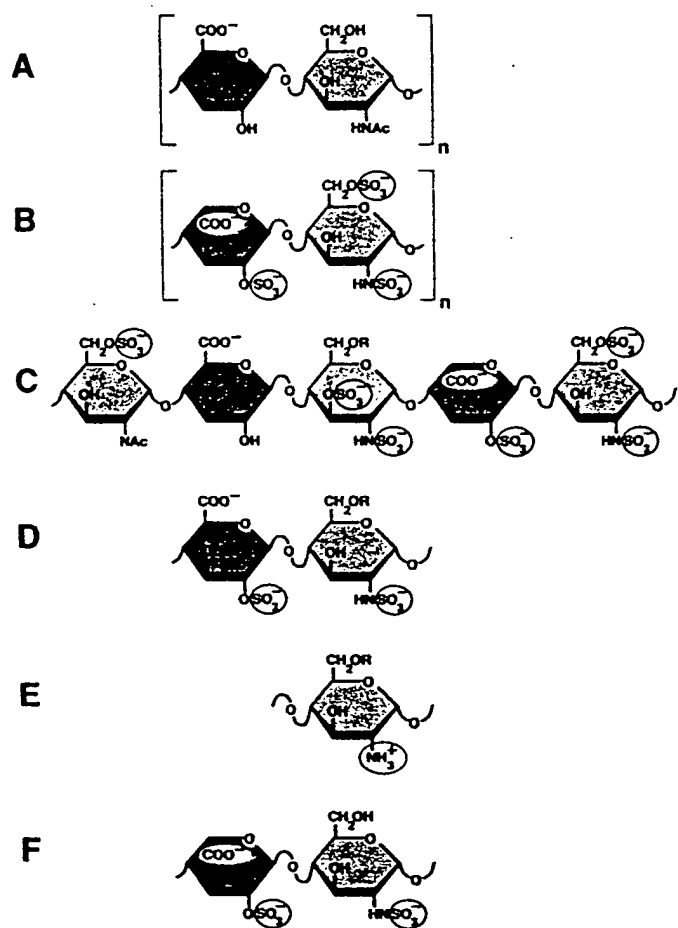 A
COO⁻ O CH₂OH O
O OH O
OH HNAc n
B
CH₂OSO₃⁻
COO⁻ O O
O OH O
OSO₃⁻ HNSO₃⁻ n
C
CH₂OSO₃⁻ COO⁻ CH₂OR CH₂OSO₃⁻
O O O O O
OH OSO₃⁻ COO⁻ OH
O O O O O
NAc OH HNSO₃⁻ OSO₃⁻ HNSO₃⁻
D
COO⁻ O CH₂OR O
O OH O
OSO₃⁻ HNSO₃⁻
E
CH₂OR
O
O OH O
NH₃⁺
F
CH₂OH
COO⁻ O O
O OH O
OSO₃⁻ HNSO₃⁻